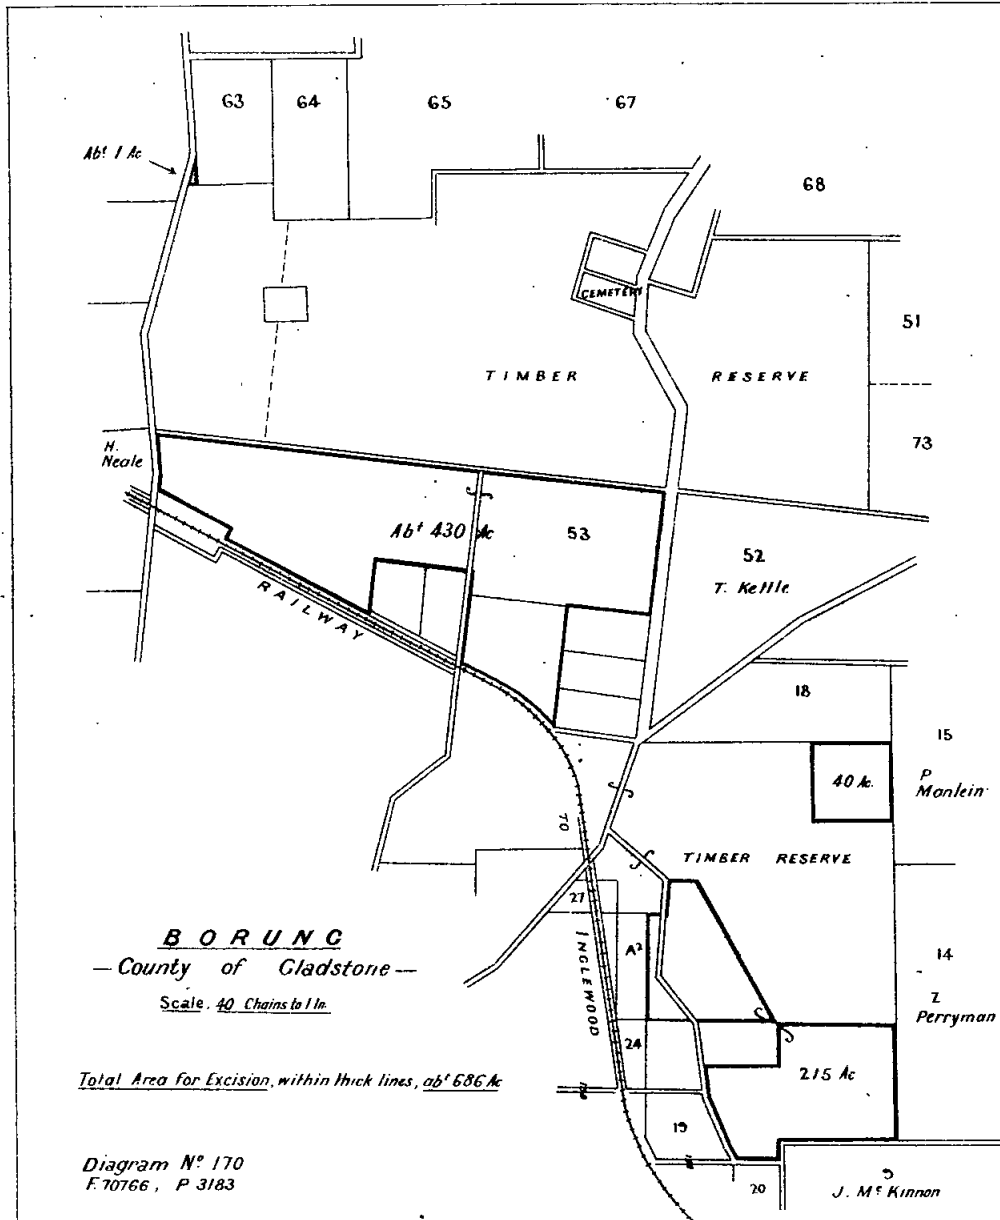 63
64
65
67
Abt 1 Ac
68
CEMETERY
51
TIMBER RESERVE
73
H.
Neale
Abt 430 Ac
53
52
T. Kettle
RAILWAY
18
15
40 Ac.
P
Manlein
TO
TIMBER RESERVE
27
INGLEWOOD
A2
14
Z
Perryman
BORUNG
— County of Gladstone —
Scale. 40 Chains to 1 In.
24
215 Ac
Total Area for Excision, within thick lines, abt 686 Ac
19
Diagram No 170
F.70766, P 3183
20
J. Mc Kinnon